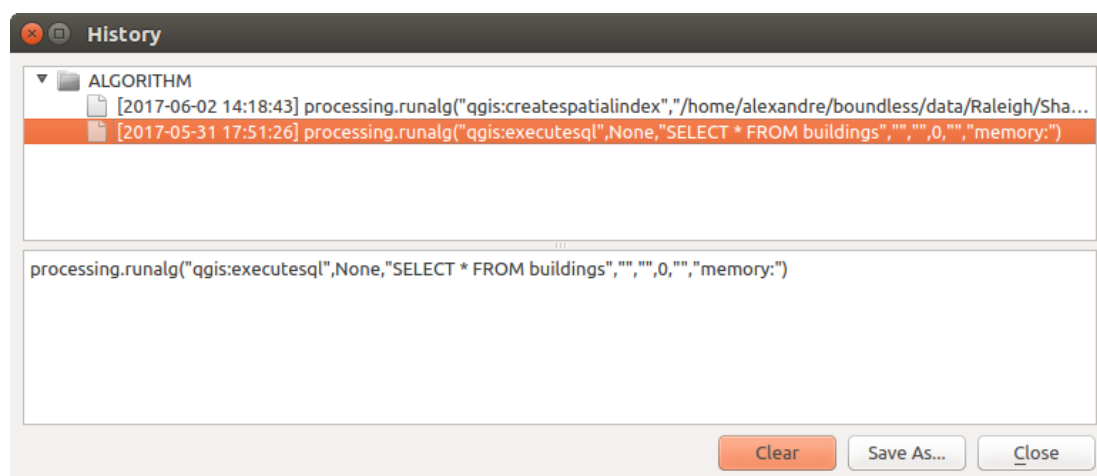 History
ALGORITHM
[2017-06-02 14:18:43] processing.runalg("qgis:createspatialindex","/home/alexandre/boundless/data/Raleigh/Sha...
[2017-05-31 17:51:26] processing.runalg("qgis:executesql",None,"SELECT * FROM buildings","","",0,"","memory:")
processing.runalg("qgis:executesql",None,"SELECT * FROM buildings","","",0,"","memory:")
Clear Save As... Close